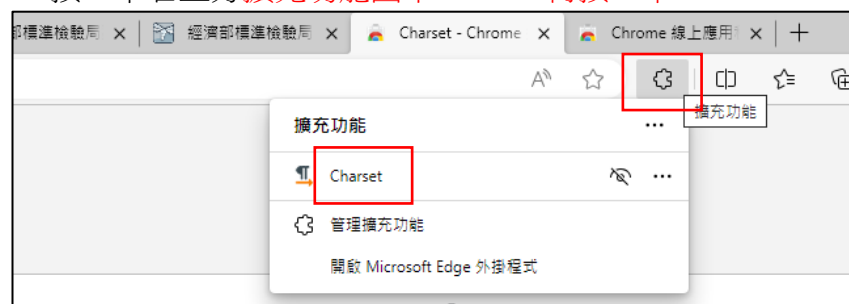 部標準檢驗局
經濟部標準檢驗局
Charset - Chrome
Chrome 線上應用
擴充功能
擴充功能
Charset
管理擴充功能
開啟 Microsoft Edge 外掛程式